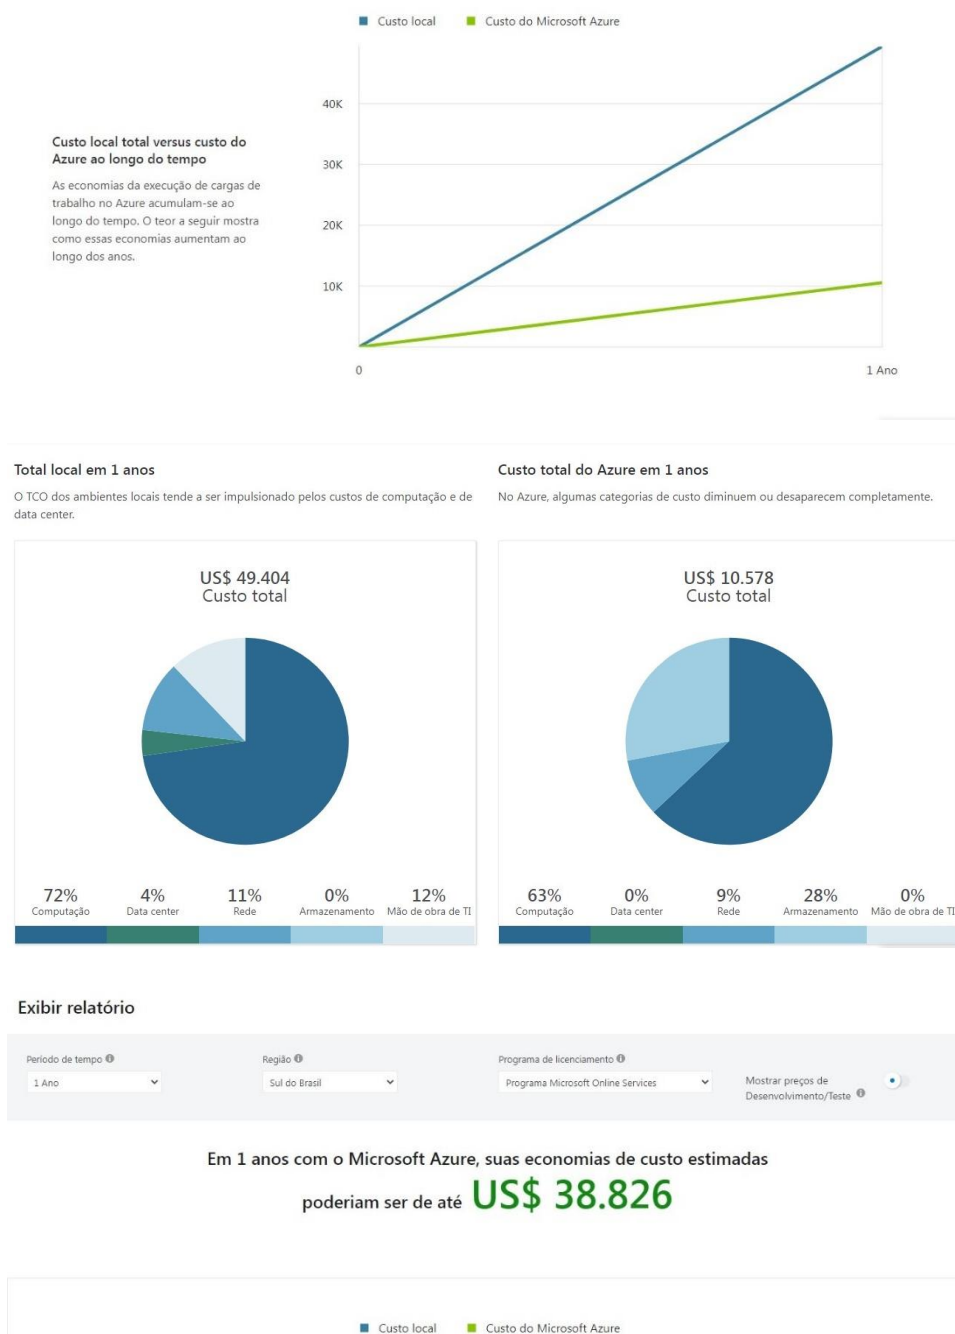 Custo local Custo do Microsoft Azure
40K
30K
20K
10K
0 1 Ano
Custo local total versus custo do
Azure ao longo do tempo
As economias da execução de cargas de
trabalho no Azure acumulam-se ao
longo do tempo. O teor a seguir mostra
como essas economias aumentam ao
longo dos anos.
Total local em 1 anos
O TCO dos ambientes locais tende a ser impulsionado pelos custos de computação e de
data center.
US$ 49.404
Custo total
72% 4% 11% 0% 12%
Computação Data center Rede Armazenamento Mão de obra de TI
Custo total do Azure em 1 anos
No Azure, algumas categorias de custo diminuem ou desaparecem completamente.
US$ 10.578
Custo total
63% 0% 9% 28% 0%
Computação Data center Rede Armazenamento Mão de obra de TI
Exibir relatório
Período de tempo Região Programa de licenciamento
1 Ano Sul do Brasil Programa Microsoft Online Services
Mostrar preços de
Desenvolvimento/Teste
Em 1 anos com o Microsoft Azure, suas economias de custo estimadas
poderiam ser de até US$ 38.826
Custo local Custo do Microsoft Azure